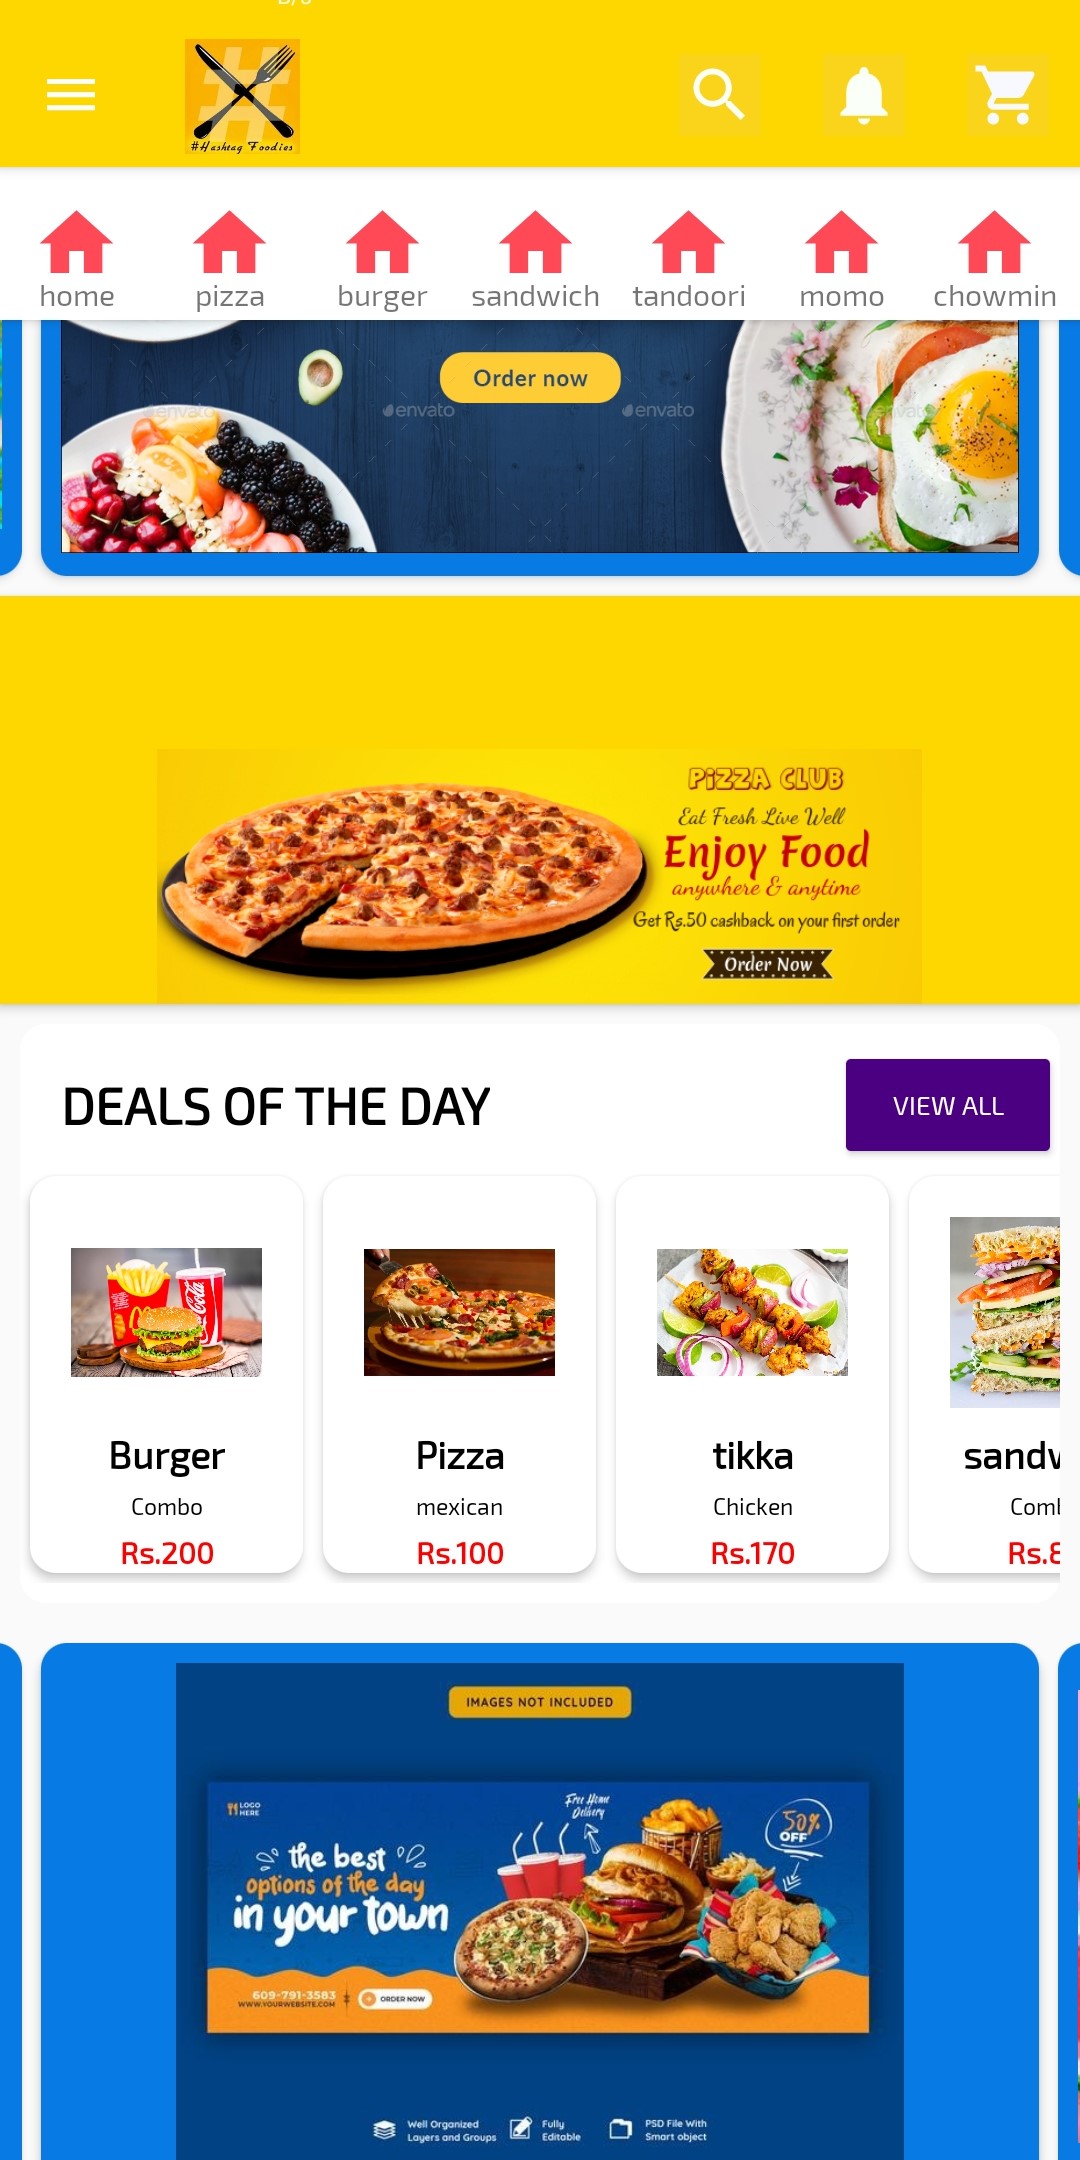 #Hashtag Foodies
home
pizza
burger
sandwich
tandoori
momo
chowmin
Order now
envato
envato
envato
envato
PIZZA CLUB
Eat Fresh Live Well
Enjoy Food
anywhere & anytime
Get Rs.50 cashback on your first order
Order Now
DEALS OF THE DAY
VIEW ALL
Burger
Combo
Rs.200
Pizza
mexican
Rs.100
tikka
Chicken
Rs.170
sandw
Comb
Rs.8
IMAGES NOT INCLUDED
LOGO
HERE
Free Home
Delivery
50%
OFF
the best
options of the day
in your town
609-791-3583
WWW.YOURWEBSITE.COM
ORDER NOW
Well Organized
Layers and Groups
Fully
Editable
PSD File With
Smart object